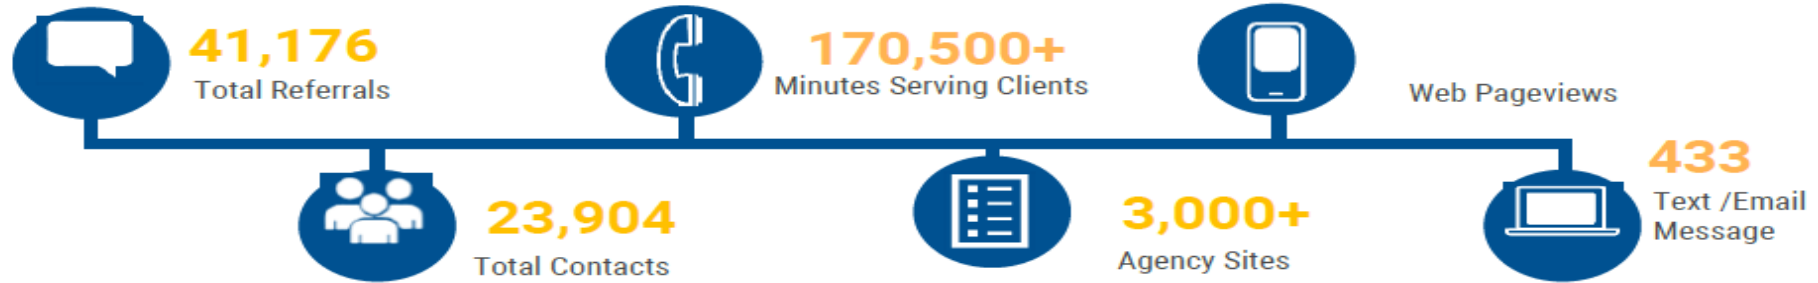 41,176
Total Referrals
23,904
Total Contacts
170,500+
Minutes Serving Clients
3,000+
Agency Sites
Web Pageviews
433
Text /Email
Message